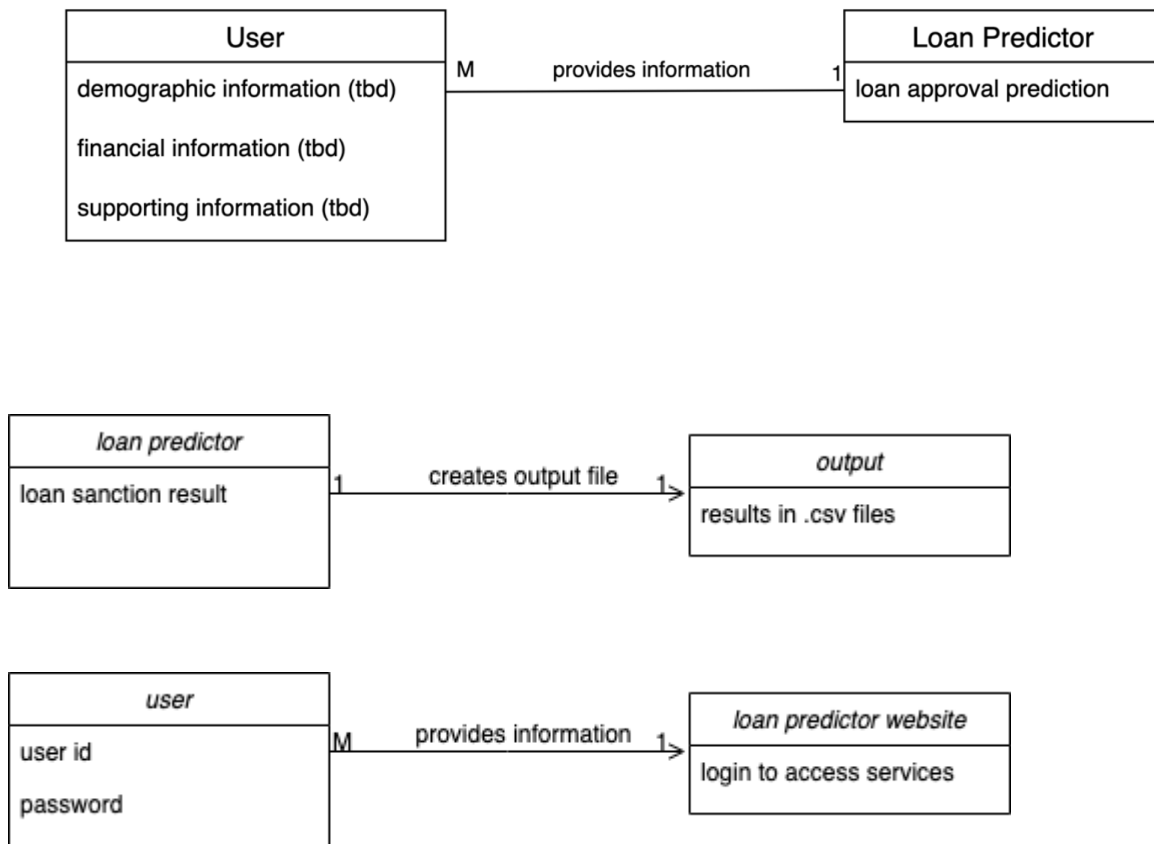 User
demographic information (tbd)
financial information (tbd)
supporting information (tbd)
M provides information 1
Loan Predictor
loan approval prediction
loan predictor
loan sanction result
1 creates output file 1
output
results in .csv files
user
user id
password
M provides information 1
loan predictor website
login to access services